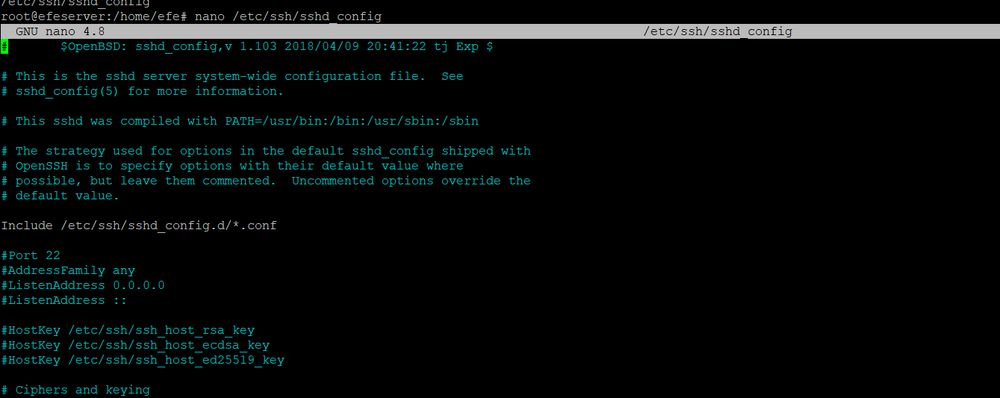 /etc/ssh/sshd_config
root@efeserver:/home/efe# nano /etc/ssh/sshd_config
GNU nano 4.8 /etc/ssh/sshd_config
# $OpenBSD: sshd_config,v 1.103 2018/04/09 20:41:22 tj Exp $
# This is the sshd server system-wide configuration file.  See
# sshd_config(5) for more information.
# This sshd was compiled with PATH=/usr/bin:/bin:/usr/sbin:/sbin
# The strategy used for options in the default sshd_config shipped with
# OpenSSH is to specify options with their default value where
# possible, but leave them commented.  Uncommented options override the
# default value.
Include /etc/ssh/sshd_config.d/*.conf
#Port 22
#AddressFamily any
#ListenAddress 0.0.0.0
#ListenAddress ::
#HostKey /etc/ssh/ssh_host_rsa_key
#HostKey /etc/ssh/ssh_host_ecdsa_key
#HostKey /etc/ssh/ssh_host_ed25519_key
# Ciphers and keying